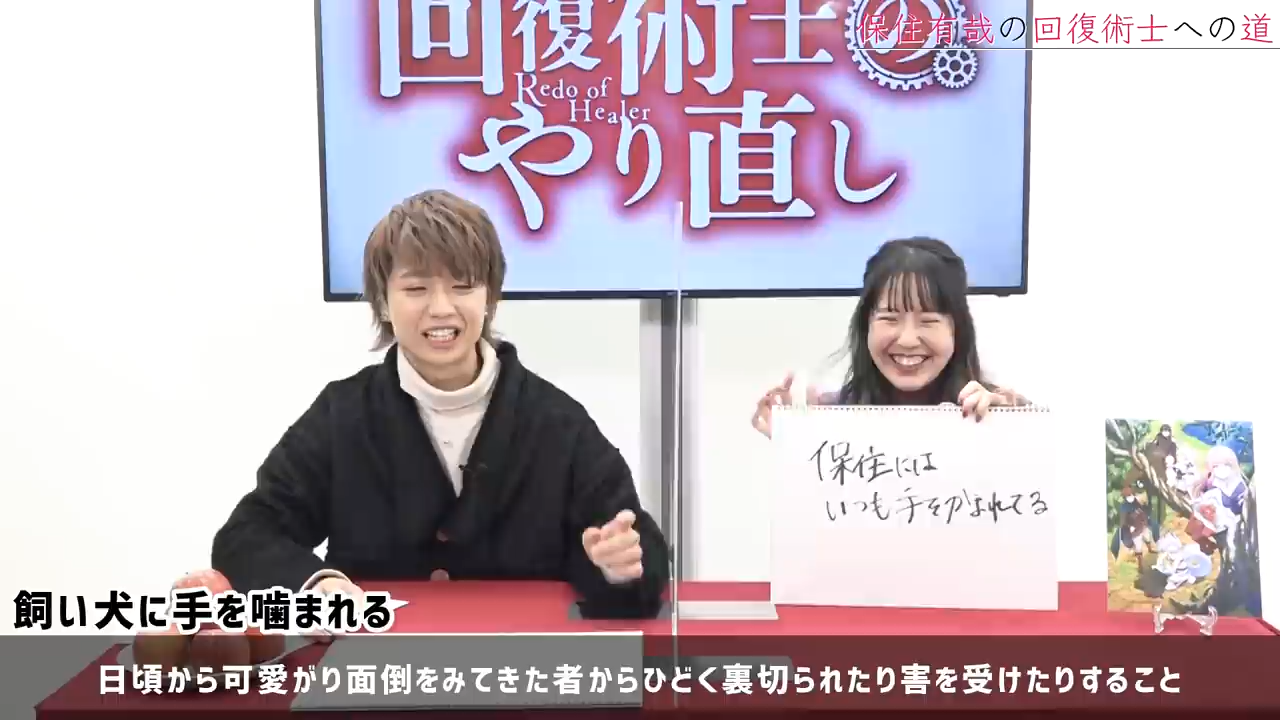 保住有哉の回復術士への道
回復術士の
Redo of
Healer
やり直し
保住には
いつも手をかまれてる
飼い犬に手を噛まれる
日頃から可愛がり面倒をみてきた者からひどく裏切られたり害を受けたりすること